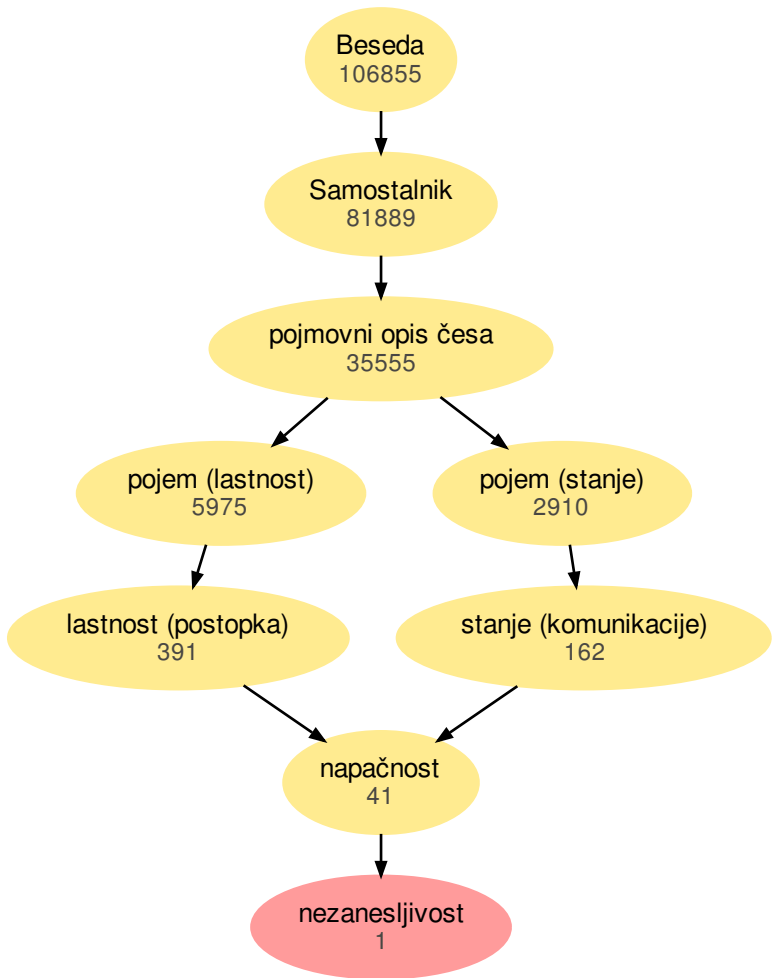 Beseda
106855
Samostalnik
81889
pojmovni opis česa
35555
pojem (lastnost)
5975
pojem (stanje)
2910
lastnost (postopka)
391
stanje (komunikacije)
162
napačnost
41
nezanesljivost
1